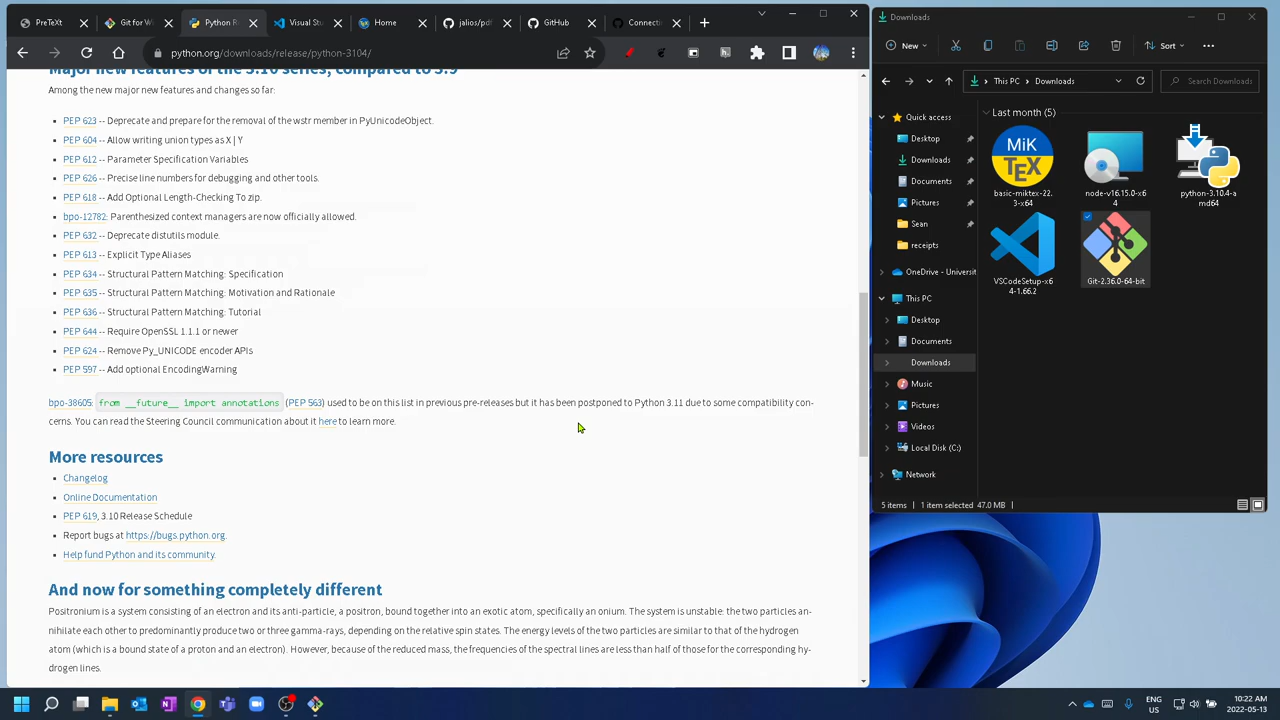 PreTeXt
Git for W
Python R
Visual Stu
Home
jalios/pdf
GitHub
Connecti
python.org/downloads/release/python-3104/
Major new features of the 3.10 series, compared to 3.9
Among the new major new features and changes so far:
PEP 623 -- Deprecate and prepare for the removal of the wstr member in PyUnicodeObject.
PEP 604 -- Allow writing union types as X | Y
PEP 612 -- Parameter Specification Variables
PEP 626 -- Precise line numbers for debugging and other tools.
PEP 618 -- Add Optional Length-Checking To zip.
bpo-12782: Parenthesized context managers are now officially allowed.
PEP 632 -- Deprecate distutils module.
PEP 613 -- Explicit Type Aliases
PEP 634 -- Structural Pattern Matching: Specification
PEP 635 -- Structural Pattern Matching: Motivation and Rationale
PEP 636 -- Structural Pattern Matching: Tutorial
PEP 644 -- Require OpenSSL 1.1.1 or newer
PEP 624 -- Remove Py_UNICODE encoder APIs
PEP 597 -- Add optional EncodingWarning
bpo-38605: from __future__ import annotations (PEP 563) used to be on this list in previous pre-releases but it has been postponed to Python 3.11 due to some compatibility con-
cerns. You can read the Steering Council communication about it here to learn more.
More resources
Changelog
Online Documentation
PEP 619, 3.10 Release Schedule
Report bugs at https://bugs.python.org.
Help fund Python and its community.
And now for something completely different
Positronium is a system consisting of an electron and its anti-particle, a positron, bound together into an exotic atom, specifically an onium. The system is unstable: the two particles an-
nihilate each other to predominantly produce two or three gamma-rays, depending on the relative spin states. The energy levels of the two particles are similar to that of the hydrogen
atom (which is a bound state of a proton and an electron). However, because of the reduced mass, the frequencies of the spectral lines are less than half of those for the corresponding hy-
drogen lines.
Downloads
New
Sort
This PC
Downloads
Search Downloads
Quick access
Desktop
Downloads
Documents
Pictures
Sean
receipts
OneDrive - Universit
This PC
Desktop
Documents
Downloads
Music
Pictures
Videos
Local Disk (C:)
Network
Last month (5)
MiK
TEX
basic-miktex-22.
3-x64
node-v16.15.0-x6
4
python-3.10.4-a
md64
VSCodeSetup-x6
4-1.66.2
Git-2.36.0-64-bit
5 items
1 item selected 47.0 MB
ENG
US
10:22 AM
2022-05-13